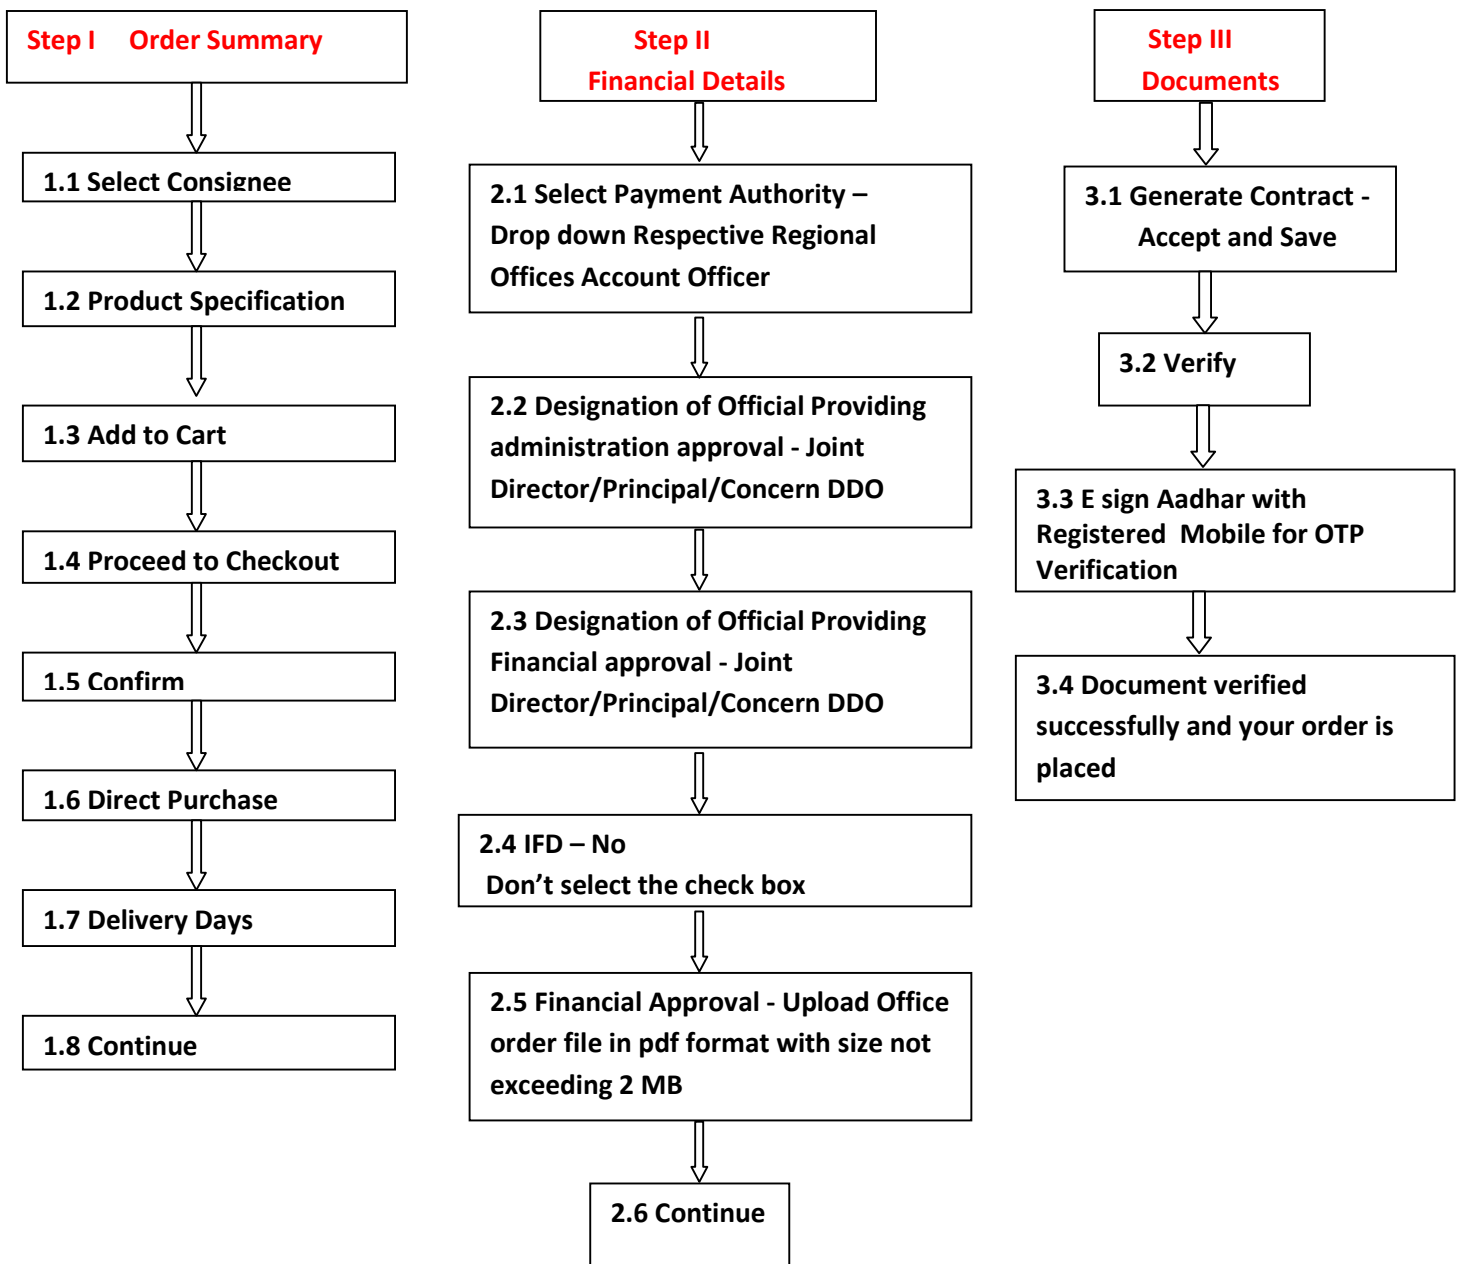 Step I Order Summary
1.1 Select Consignee
1.2 Product Specification
1.3 Add to Cart
1.4 Proceed to Checkout
1.5 Confirm
1.6 Direct Purchase
1.7 Delivery Days
1.8 Continue
Step II
Financial Details
2.1 Select Payment Authority –
Drop down Respective Regional
Offices Account Officer
2.2 Designation of Official Providing
administration approval - Joint
Director/Principal/Concern DDO
2.3 Designation of Official Providing
Financial approval - Joint
Director/Principal/Concern DDO
2.4 IFD – No
Don’t select the check box
2.5 Financial Approval - Upload Office
order file in pdf format with size not
exceeding 2 MB
2.6 Continue
Step III
Documents
3.1 Generate Contract -
Accept and Save
3.2 Verify
3.3 E sign Aadhar with
Registered Mobile for OTP
Verification
3.4 Document verified
successfully and your order is
placed